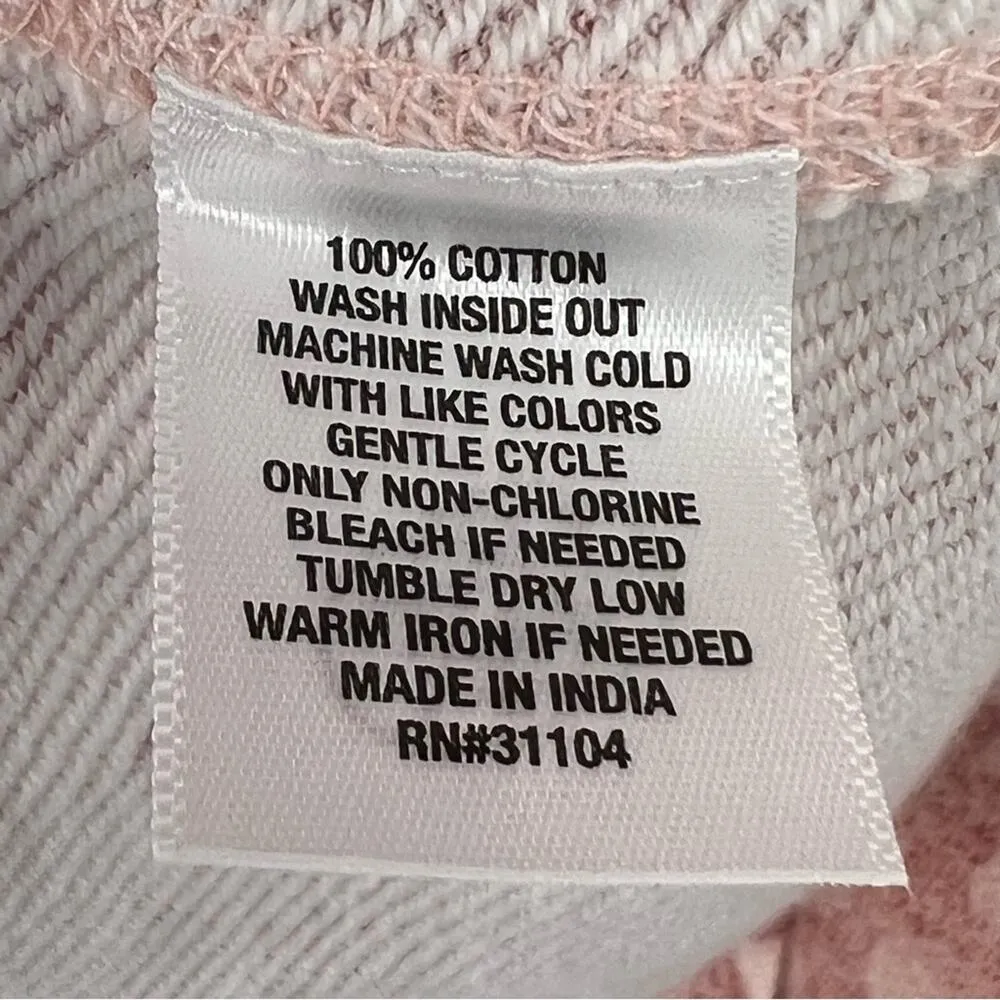 100% COTTON
WASH INSIDE OUT
MACHINE WASH COLD
WITH LIKE COLORS
GENTLE CYCLE
ONLY NON-CHLORINE
BLEACH IF NEEDED
TUMBLE DRY LOW
WARM IRON IF NEEDED
MADE IN INDIA
RN#31104